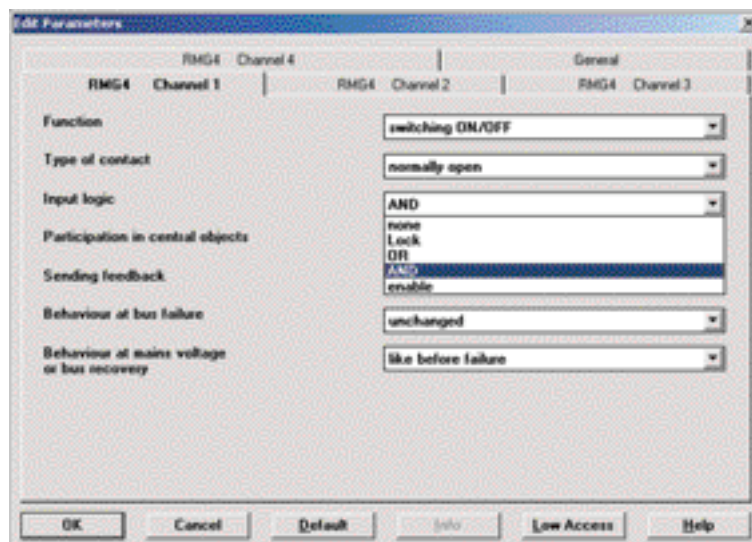 Edit Parameters
RMG4 Channel 4 General
RMG4 Channel 1 RMG4 Channel 2 RMG4 Channel 3
Function switching ON/OFF
Type of contact normally open
Input logic AND
none
Participation in central objects Lock
OR
AND
Sending feedback enable
Behaviour at bus failure unchanged
Behaviour at mains voltage
or bus recovery like before failure
OK Cancel Default Info Low Access Help